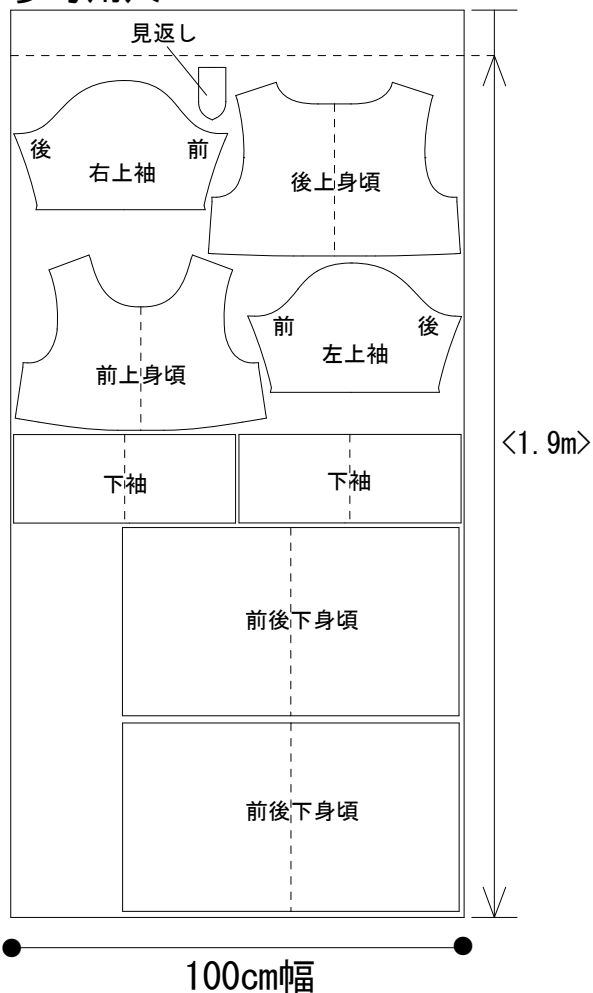 見返し
後
前
右上袖
後上身頃
前
後
左上袖
前上身頃
<1.9m>
下袖
下袖
前後下身頃
前後下身頃
100cm幅